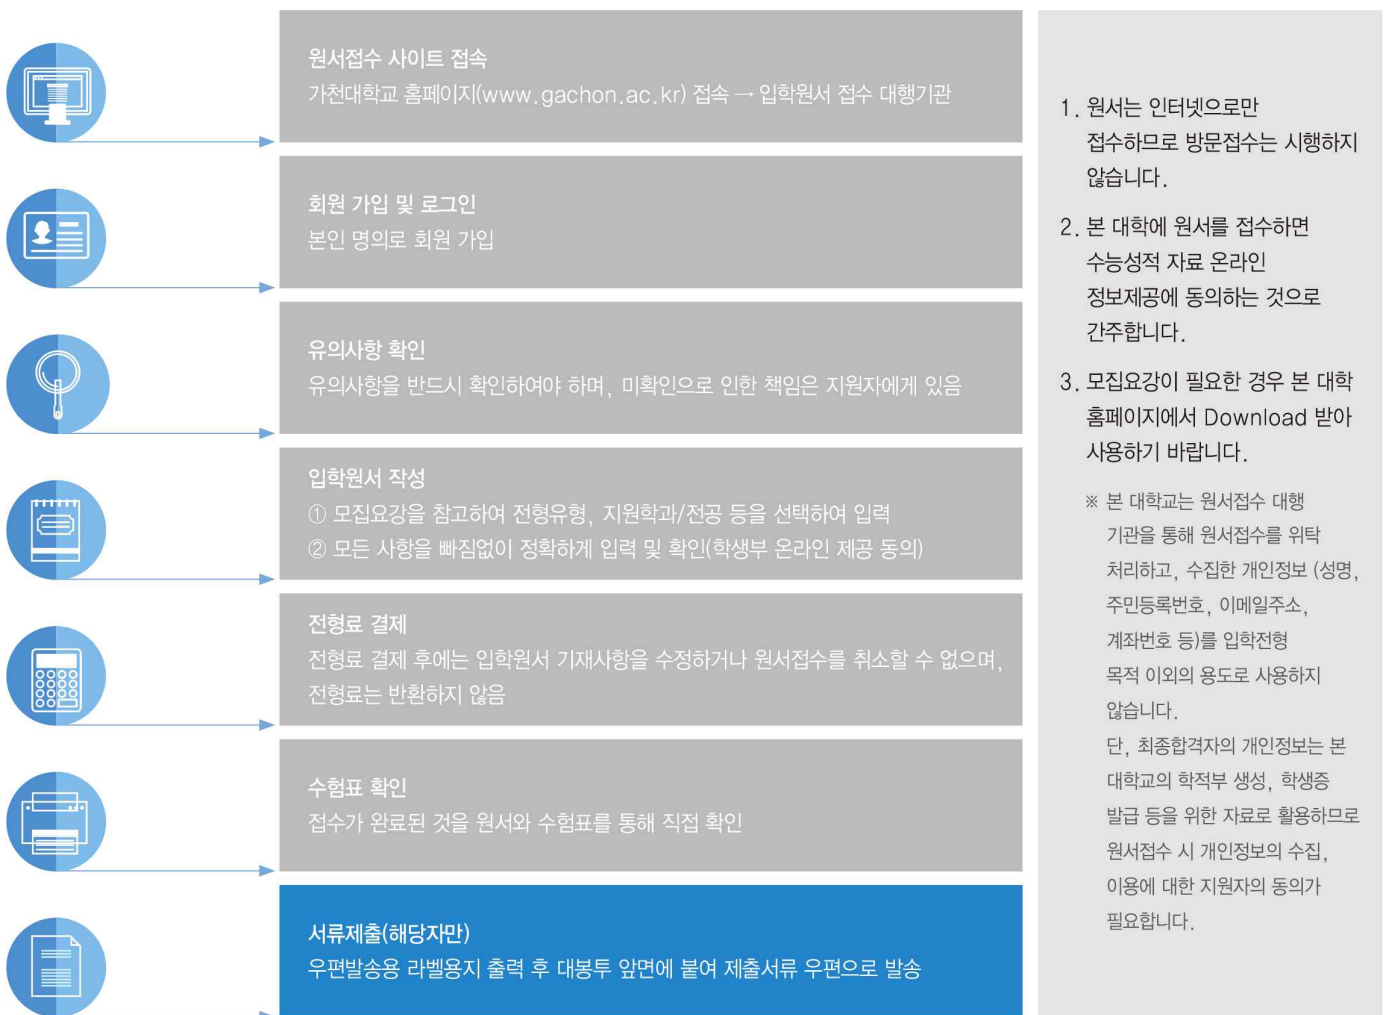 원서접수 사이트 접속
가천대학교 홈페이지(www.gachon.ac.kr) 접속 → 입학원서 접수 대행기관
회원 가입 및 로그인
본인 명의로 회원 가입
유의사항 확인
유의사항을 반드시 확인하여야 하며, 미확인으로 인한 책임은 지원자에게 있음
입학원서 작성
① 모집요강을 참고하여 전형유형, 지원학과/전공 등을 선택하여 입력
② 모든 사항을 빠짐없이 정확하게 입력 및 확인(학생부 온라인 제공 동의)
전형료 결제
전형료 결제 후에는 입학원서 기재사항을 수정하거나 원서접수를 취소할 수 없으며,
전형료는 반환하지 않음
수험표 확인
접수가 완료된 것을 원서와 수험표를 통해 직접 확인
서류제출(해당자만)
우편발송용 라벨용지 출력 후 대봉투 앞면에 붙여 제출서류 우편으로 발송
1. 원서는 인터넷으로만
접수하므로 방문접수는 시행하지
않습니다.
2. 본 대학에 원서를 접수하면
수능성적 자료 온라인
정보제공에 동의하는 것으로
간주합니다.
3. 모집요강이 필요한 경우 본 대학
홈페이지에서 Download 받아
사용하기 바랍니다.
※ 본 대학교는 원서접수 대행
기관을 통해 원서접수를 위탁
처리하고, 수집한 개인정보 (성명,
주민등록번호, 이메일주소,
계좌번호 등)를 입학전형
목적 이외의 용도로 사용하지
않습니다.
단, 최종합격자의 개인정보는 본
대학교의 학적부 생성, 학생증
발급 등을 위한 자료로 활용하므로
원서접수 시 개인정보의 수집,
이용에 대한 지원자의 동의가
필요합니다.